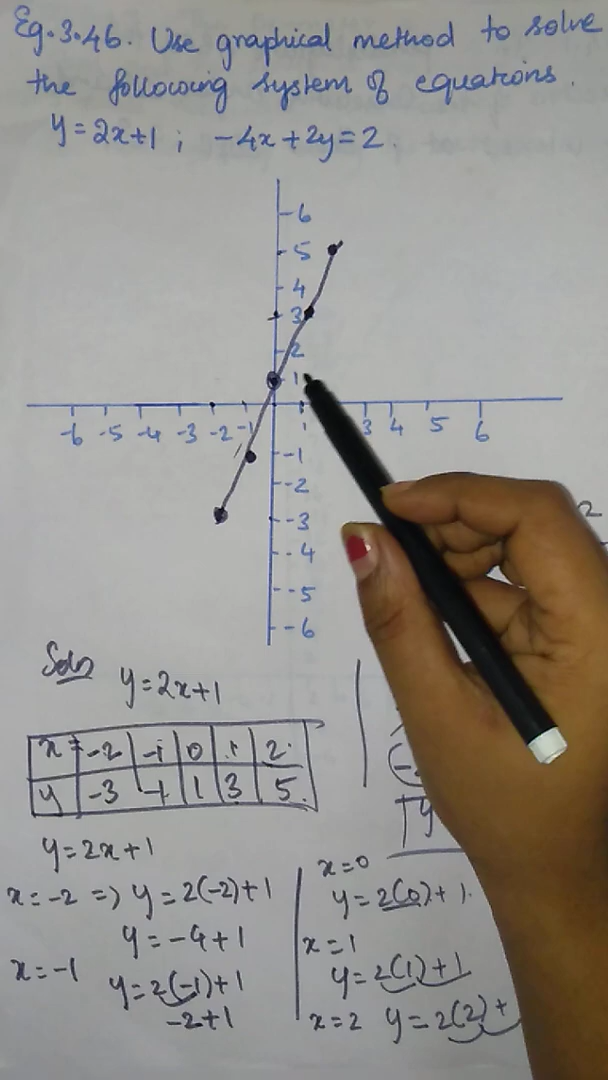 Eg. 3.46. Use graphical method to solve
the following system of equations.
y = 2x+1 ; -4x + 2y = 2.
6
5
4
3
2
1
-6 -5 -4 -3 -2 -1 1 3 4 5 6
-1
-2
-3
-4
-5
-6
2
Soln y = 2x+1
x = -2 -1 0 1 2
y -3 -1 1 3 5
y
y = 2x + 1
x = -2 => y = 2(-2)+1
y = -4+1
x = -1 y = 2(-1)+1
-2+1
x = 0
y = 2(0) + 1
x = 1
y = 2(1) + 1
x = 2 y = 2(2) +